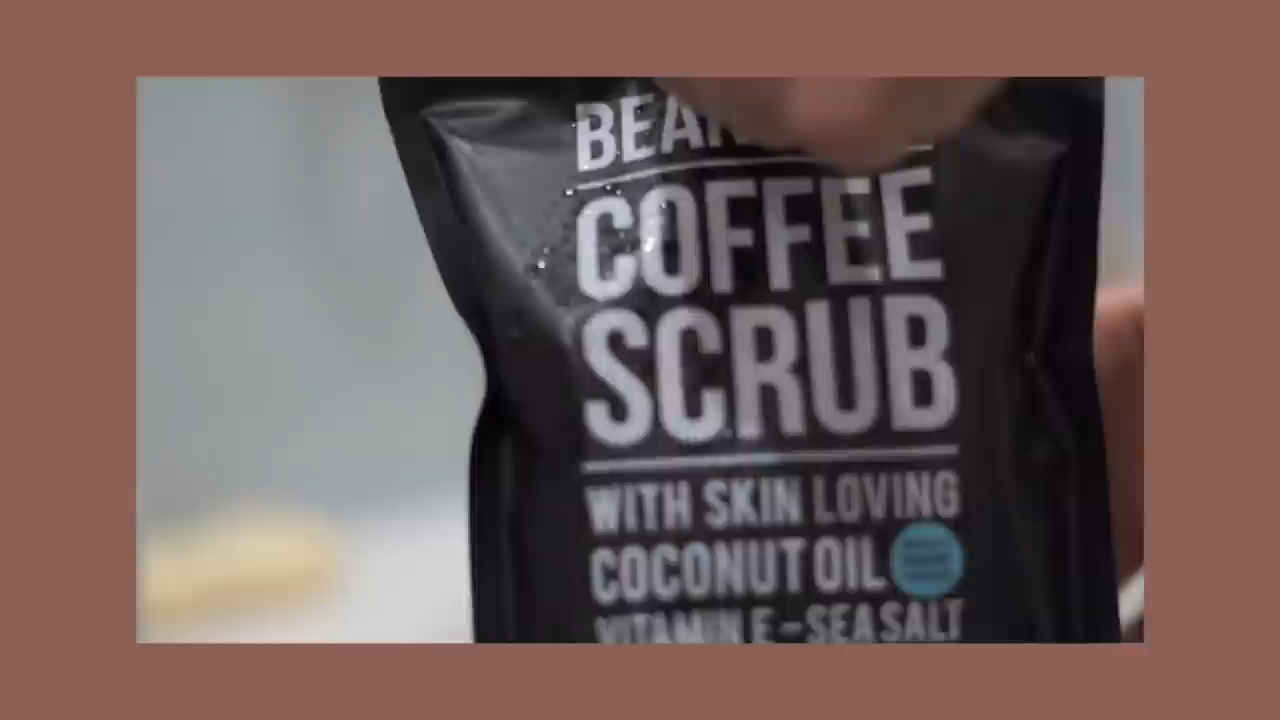 COFFEE
SCRUB
WITH SKIN LOVING
COCONUT OIL
VITAMIN E - SEA SALT